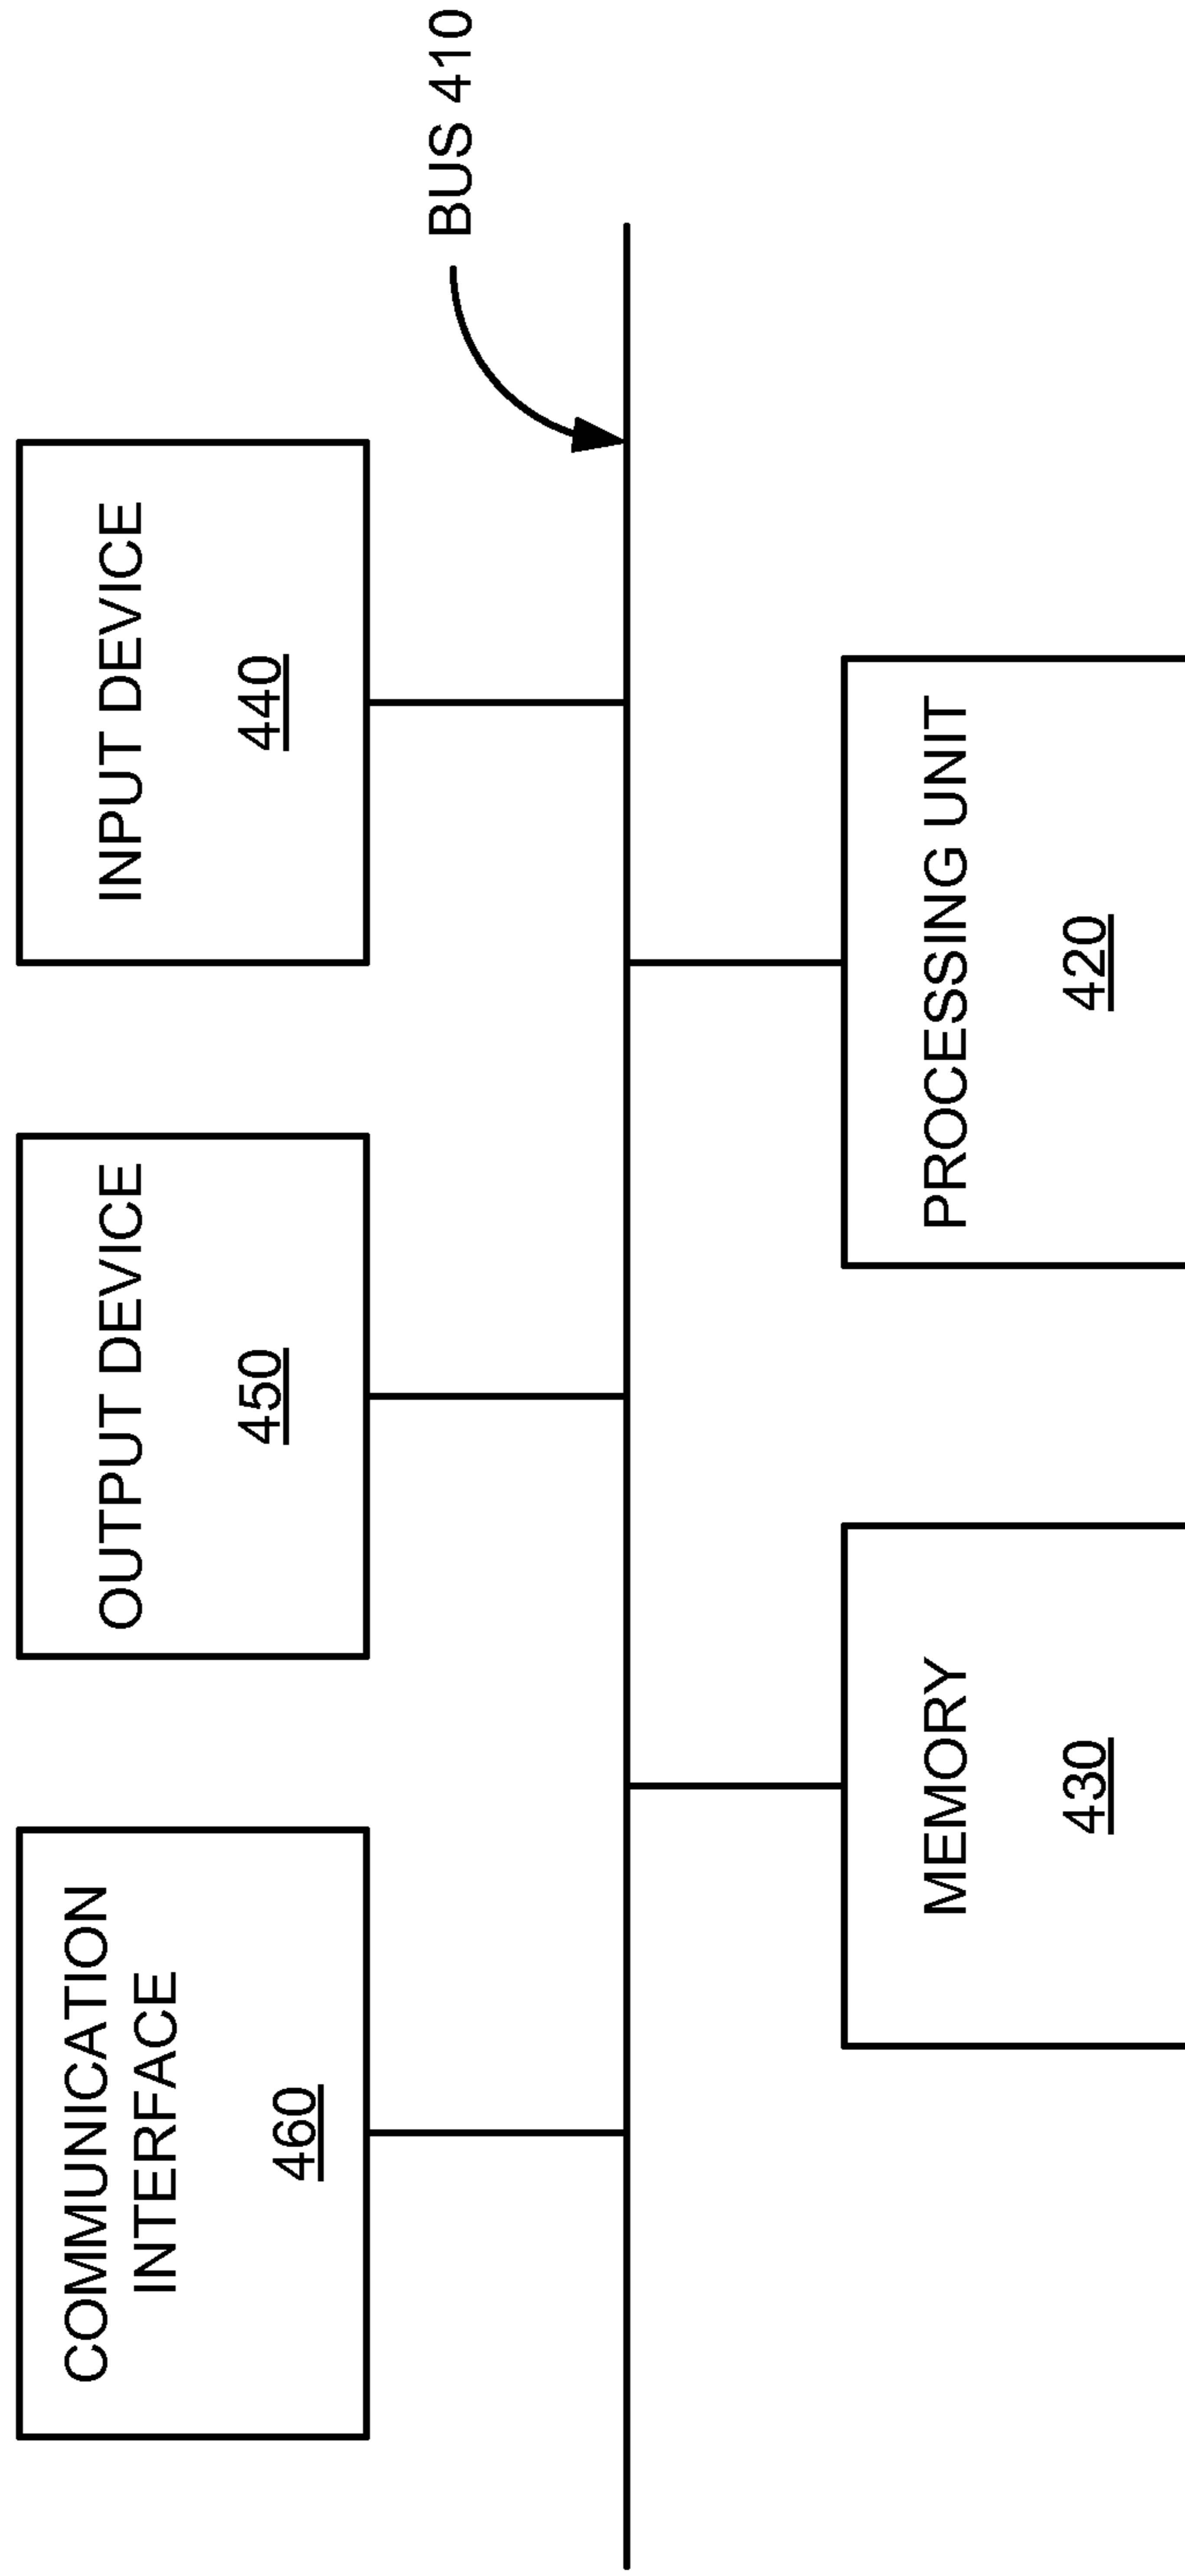 COMMUNICATION
INTERFACE
460
OUTPUT DEVICE
450
INPUT DEVICE
440
BUS 410
MEMORY
430
PROCESSING UNIT
420